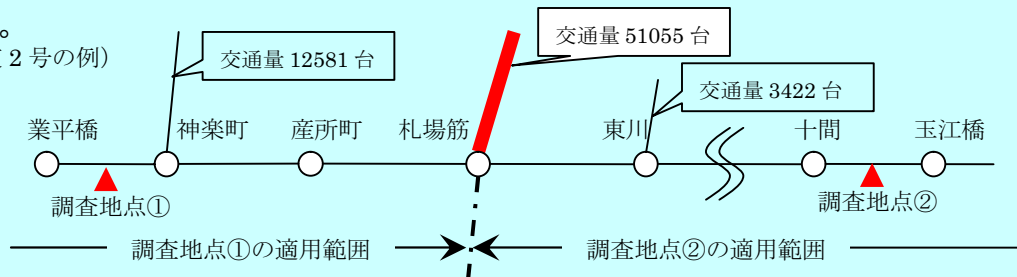 。
２号の例）
交通量 51055 台
交通量 12581 台
交通量 3422 台
業平橋 神楽町 産所町 札場筋 東川 十間 玉江橋
調査地点① 調査地点②
調査地点①の適用範囲 調査地点②の適用範囲